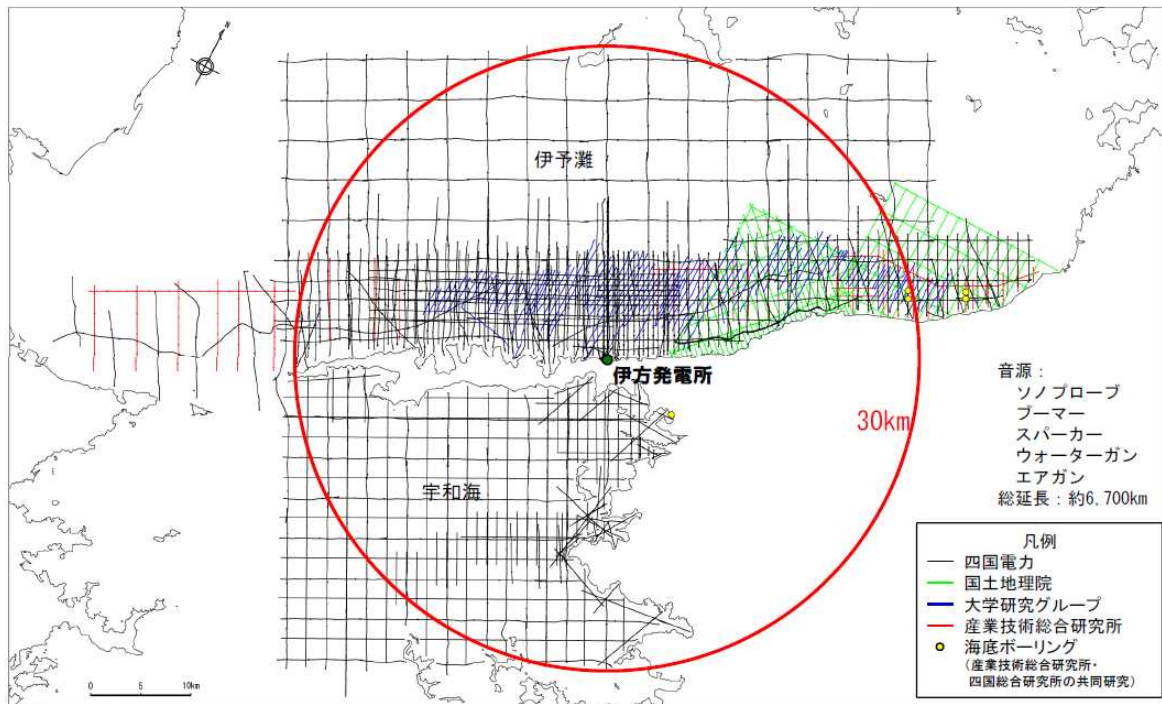 伊予灘
伊方発電所
30km
宇和海
音源:
ソノプローブ
ブーマー
スパーカー
ウォーターガン
エアガン
総延長:約6,700km
凡例
四国電力
国土地理院
大学研究グループ
産業技術総合研究所
海底ボーリング
(産業技術総合研究所・
四国総合研究所の共同研究)
0 5 10km